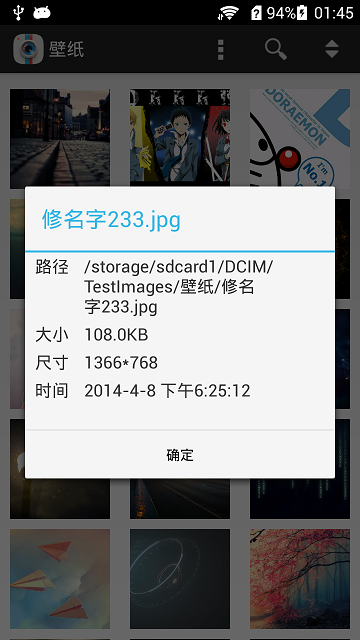 94% 01:45
壁纸
DORAEMON
I'm
No.1
修名字233.jpg
路径 /storage/sdcard1/DCIM/
TestImages/壁纸/修名
字233.jpg
大小 108.0KB
尺寸 1366*768
时间 2014-4-8 下午6:25:12
确定